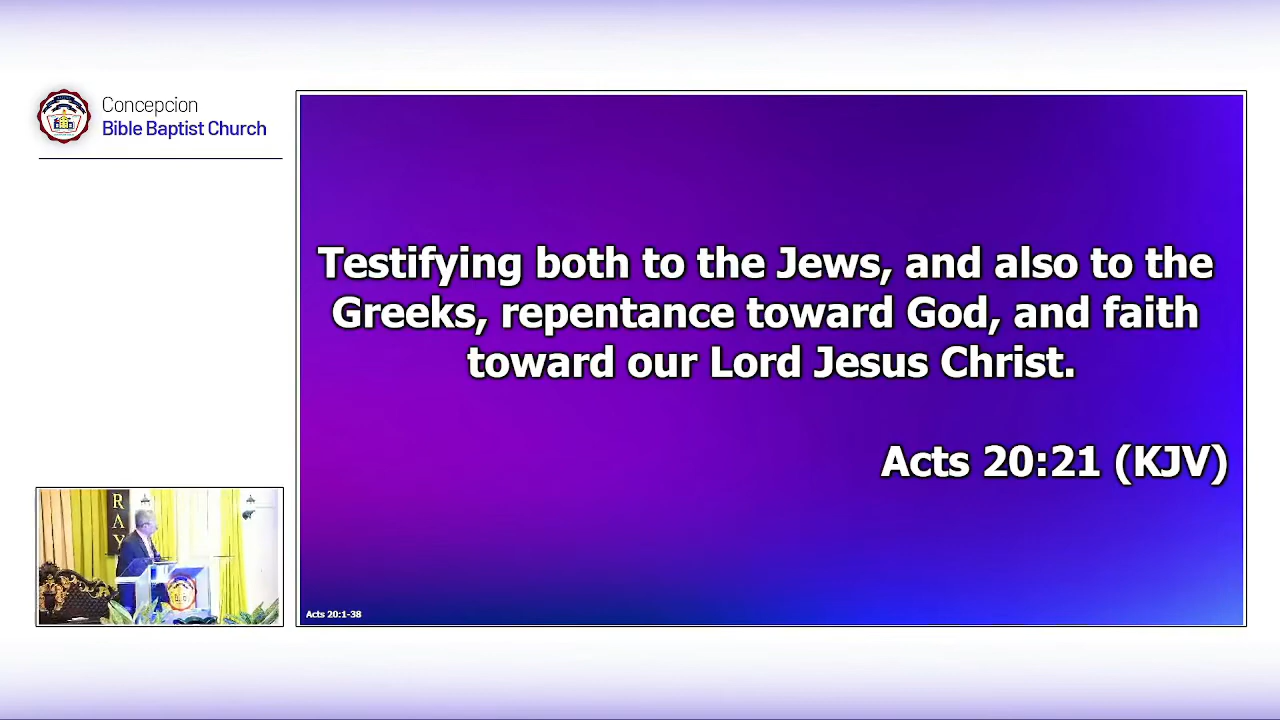 Concepcion
Bible Baptist Church
Testifying both to the Jews, and also to the
Greeks, repentance toward God, and faith
toward our Lord Jesus Christ.
Acts 20:21 (KJV)
R
A
Y
Acts 20:1-38